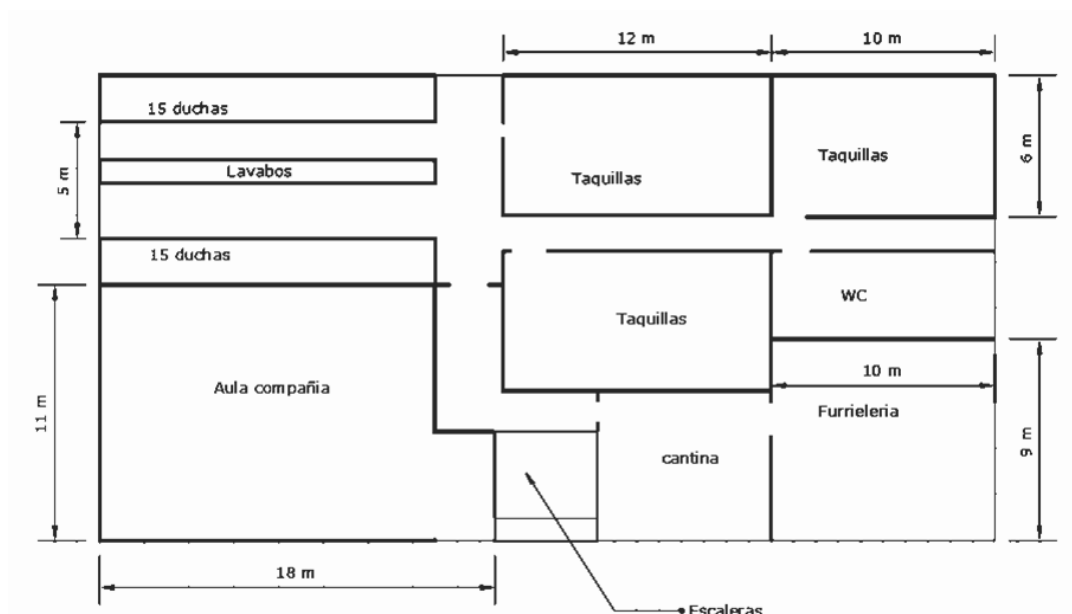 12 m
10 m
15 duchas
Lavabos
5 m
15 duchas
Taquillas
Taquillas
6 m
Taquillas
WC
Aula compañia
11 m
10 m
Furrieleria
cantina
9 m
18 m
Escaleras